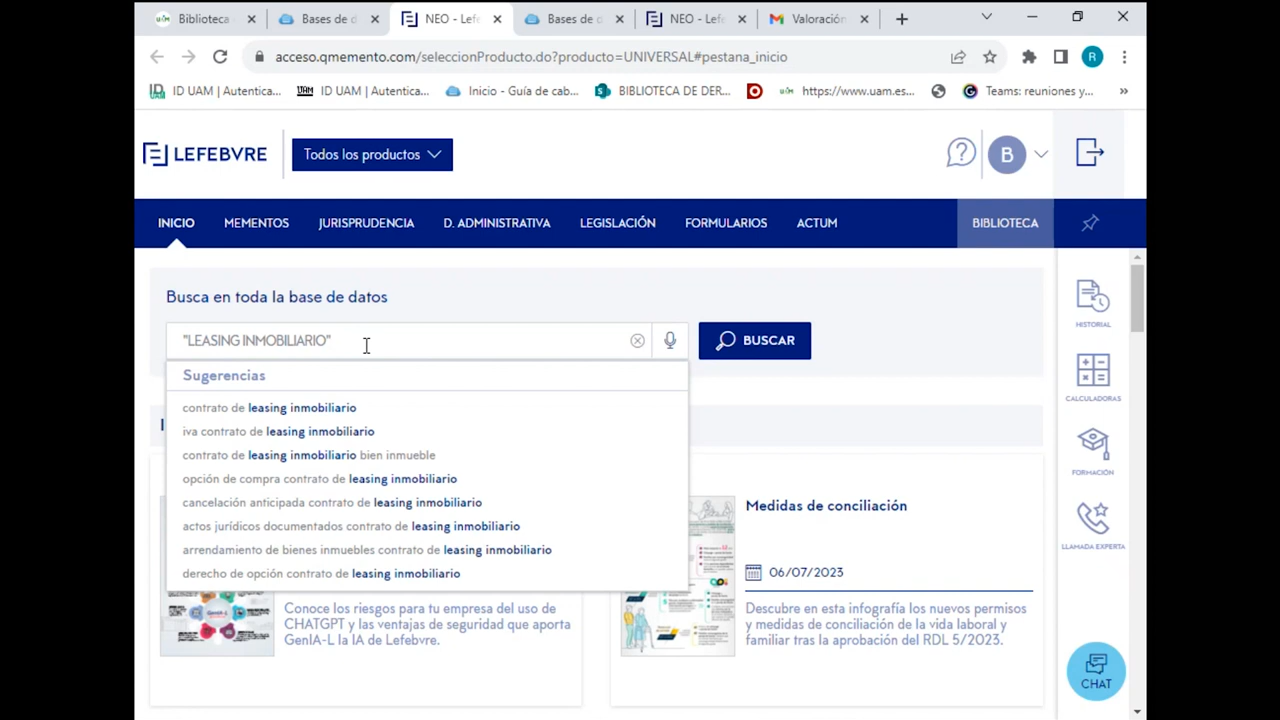 Biblioteca
Bases de d
NEO - Lefe
Bases de d
NEO - Lefe
Valoración
acceso.qmemento.com/seleccionProducto.do?producto=UNIVERSAL#pestana_inicio
R
ID UAM | Autentica...
ID UAM | Autentica...
Inicio - Guía de cab...
BIBLIOTECA DE DER...
https://www.uam.es...
Teams: reuniones y...
»
LEFEBVRE
Todos los productos
B
INICIO
MEMENTOS
JURISPRUDENCIA
D. ADMINISTRATIVA
LEGISLACIÓN
FORMULARIOS
ACTUM
BIBLIOTECA
Busca en toda la base de datos
"LEASING INMOBILIARIO"
BUSCAR
Sugerencias
contrato de leasing inmobiliario
iva contrato de leasing inmobiliario
contrato de leasing inmobiliario bien inmueble
opción de compra contrato de leasing inmobiliario
cancelación anticipada contrato de leasing inmobiliario
actos jurídicos documentados contrato de leasing inmobiliario
arrendamiento de bienes inmuebles contrato de leasing inmobiliario
derecho de opción contrato de leasing inmobiliario
Conoce los riesgos para tu empresa del uso de
CHATGPT y las ventajas de seguridad que aporta
GenIA-L la IA de Lefebvre.
Medidas de conciliación
06/07/2023
Descubre en esta infografía los nuevos permisos
y medidas de conciliación de la vida laboral y
familiar tras la aprobación del RDL 5/2023.
HISTORIAL
CALCULADORAS
FORMACIÓN
LLAMADA EXPERTA
CHAT